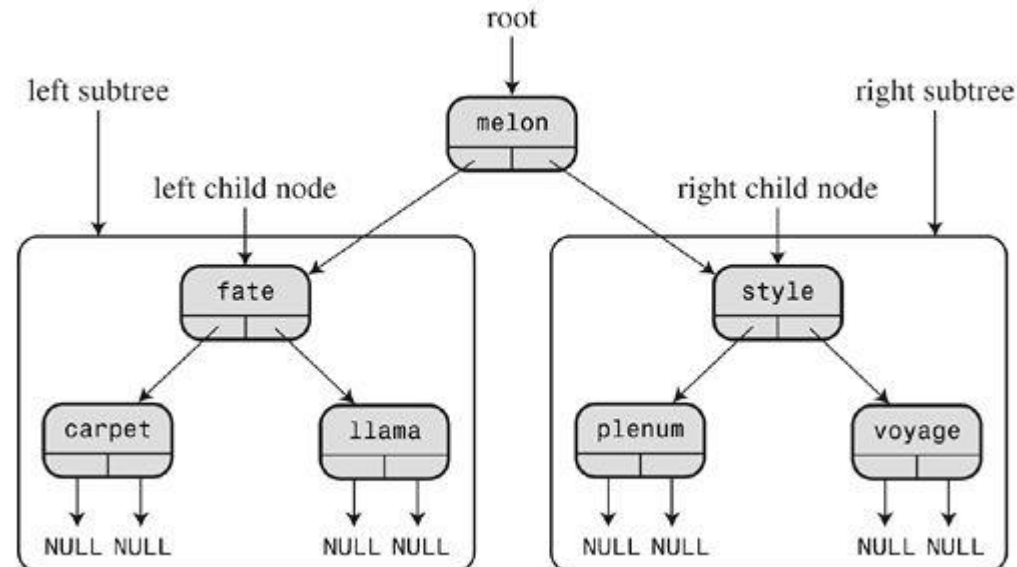 root
left subtree
right subtree
melon
left child node
right child node
fate
style
carpet
llama
plenum
voyage
NULL NULL
NULL NULL
NULL NULL
NULL NULL